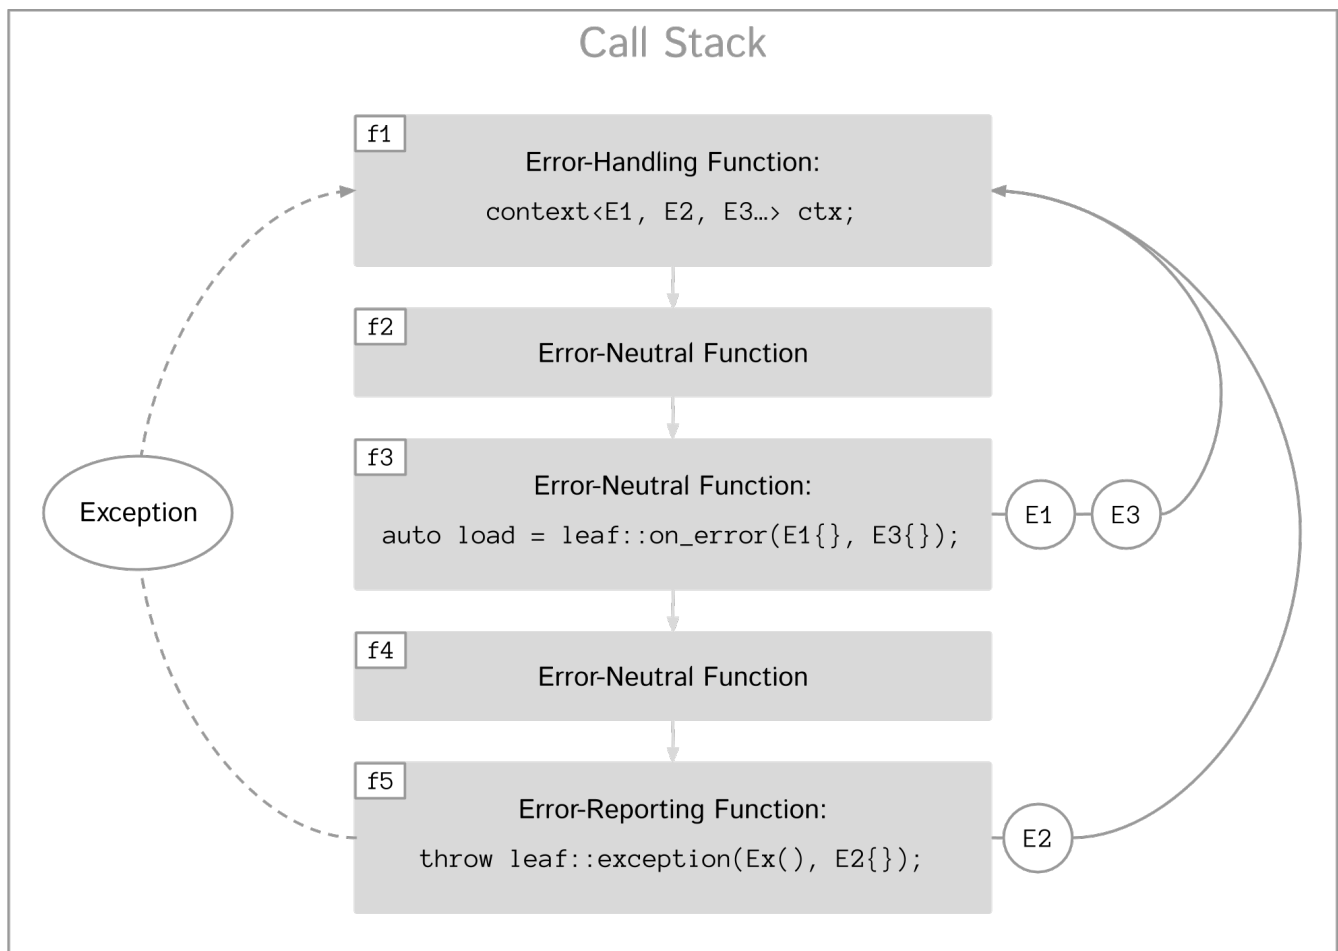 Call Stack
f1
Error-Handling Function:
context<E1, E2, E3…> ctx;
f2
Error-Neutral Function
f3
Error-Neutral Function:
auto load = leaf::on_error(E1{}, E3{});
E1
E3
Exception
f4
Error-Neutral Function
f5
Error-Reporting Function:
throw leaf::exception(Ex(), E2{});
E2